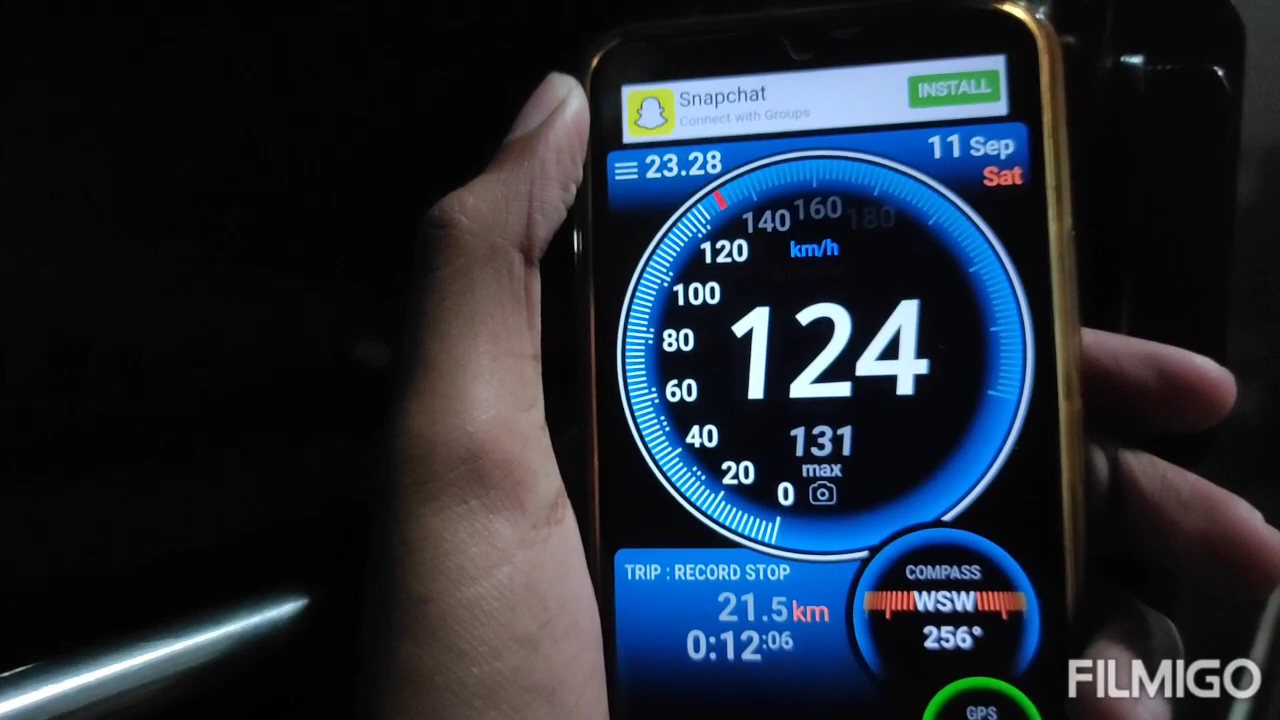 Snapchat
Connect with Groups
INSTALL
23.28
11 Sep
Sat
140 160 180
120
km/h
100
80
124
60
40
131
20
max
0
TRIP : RECORD STOP
21.5 km
0:12:06
COMPASS
WSW
256°
GPS
FILMIGO